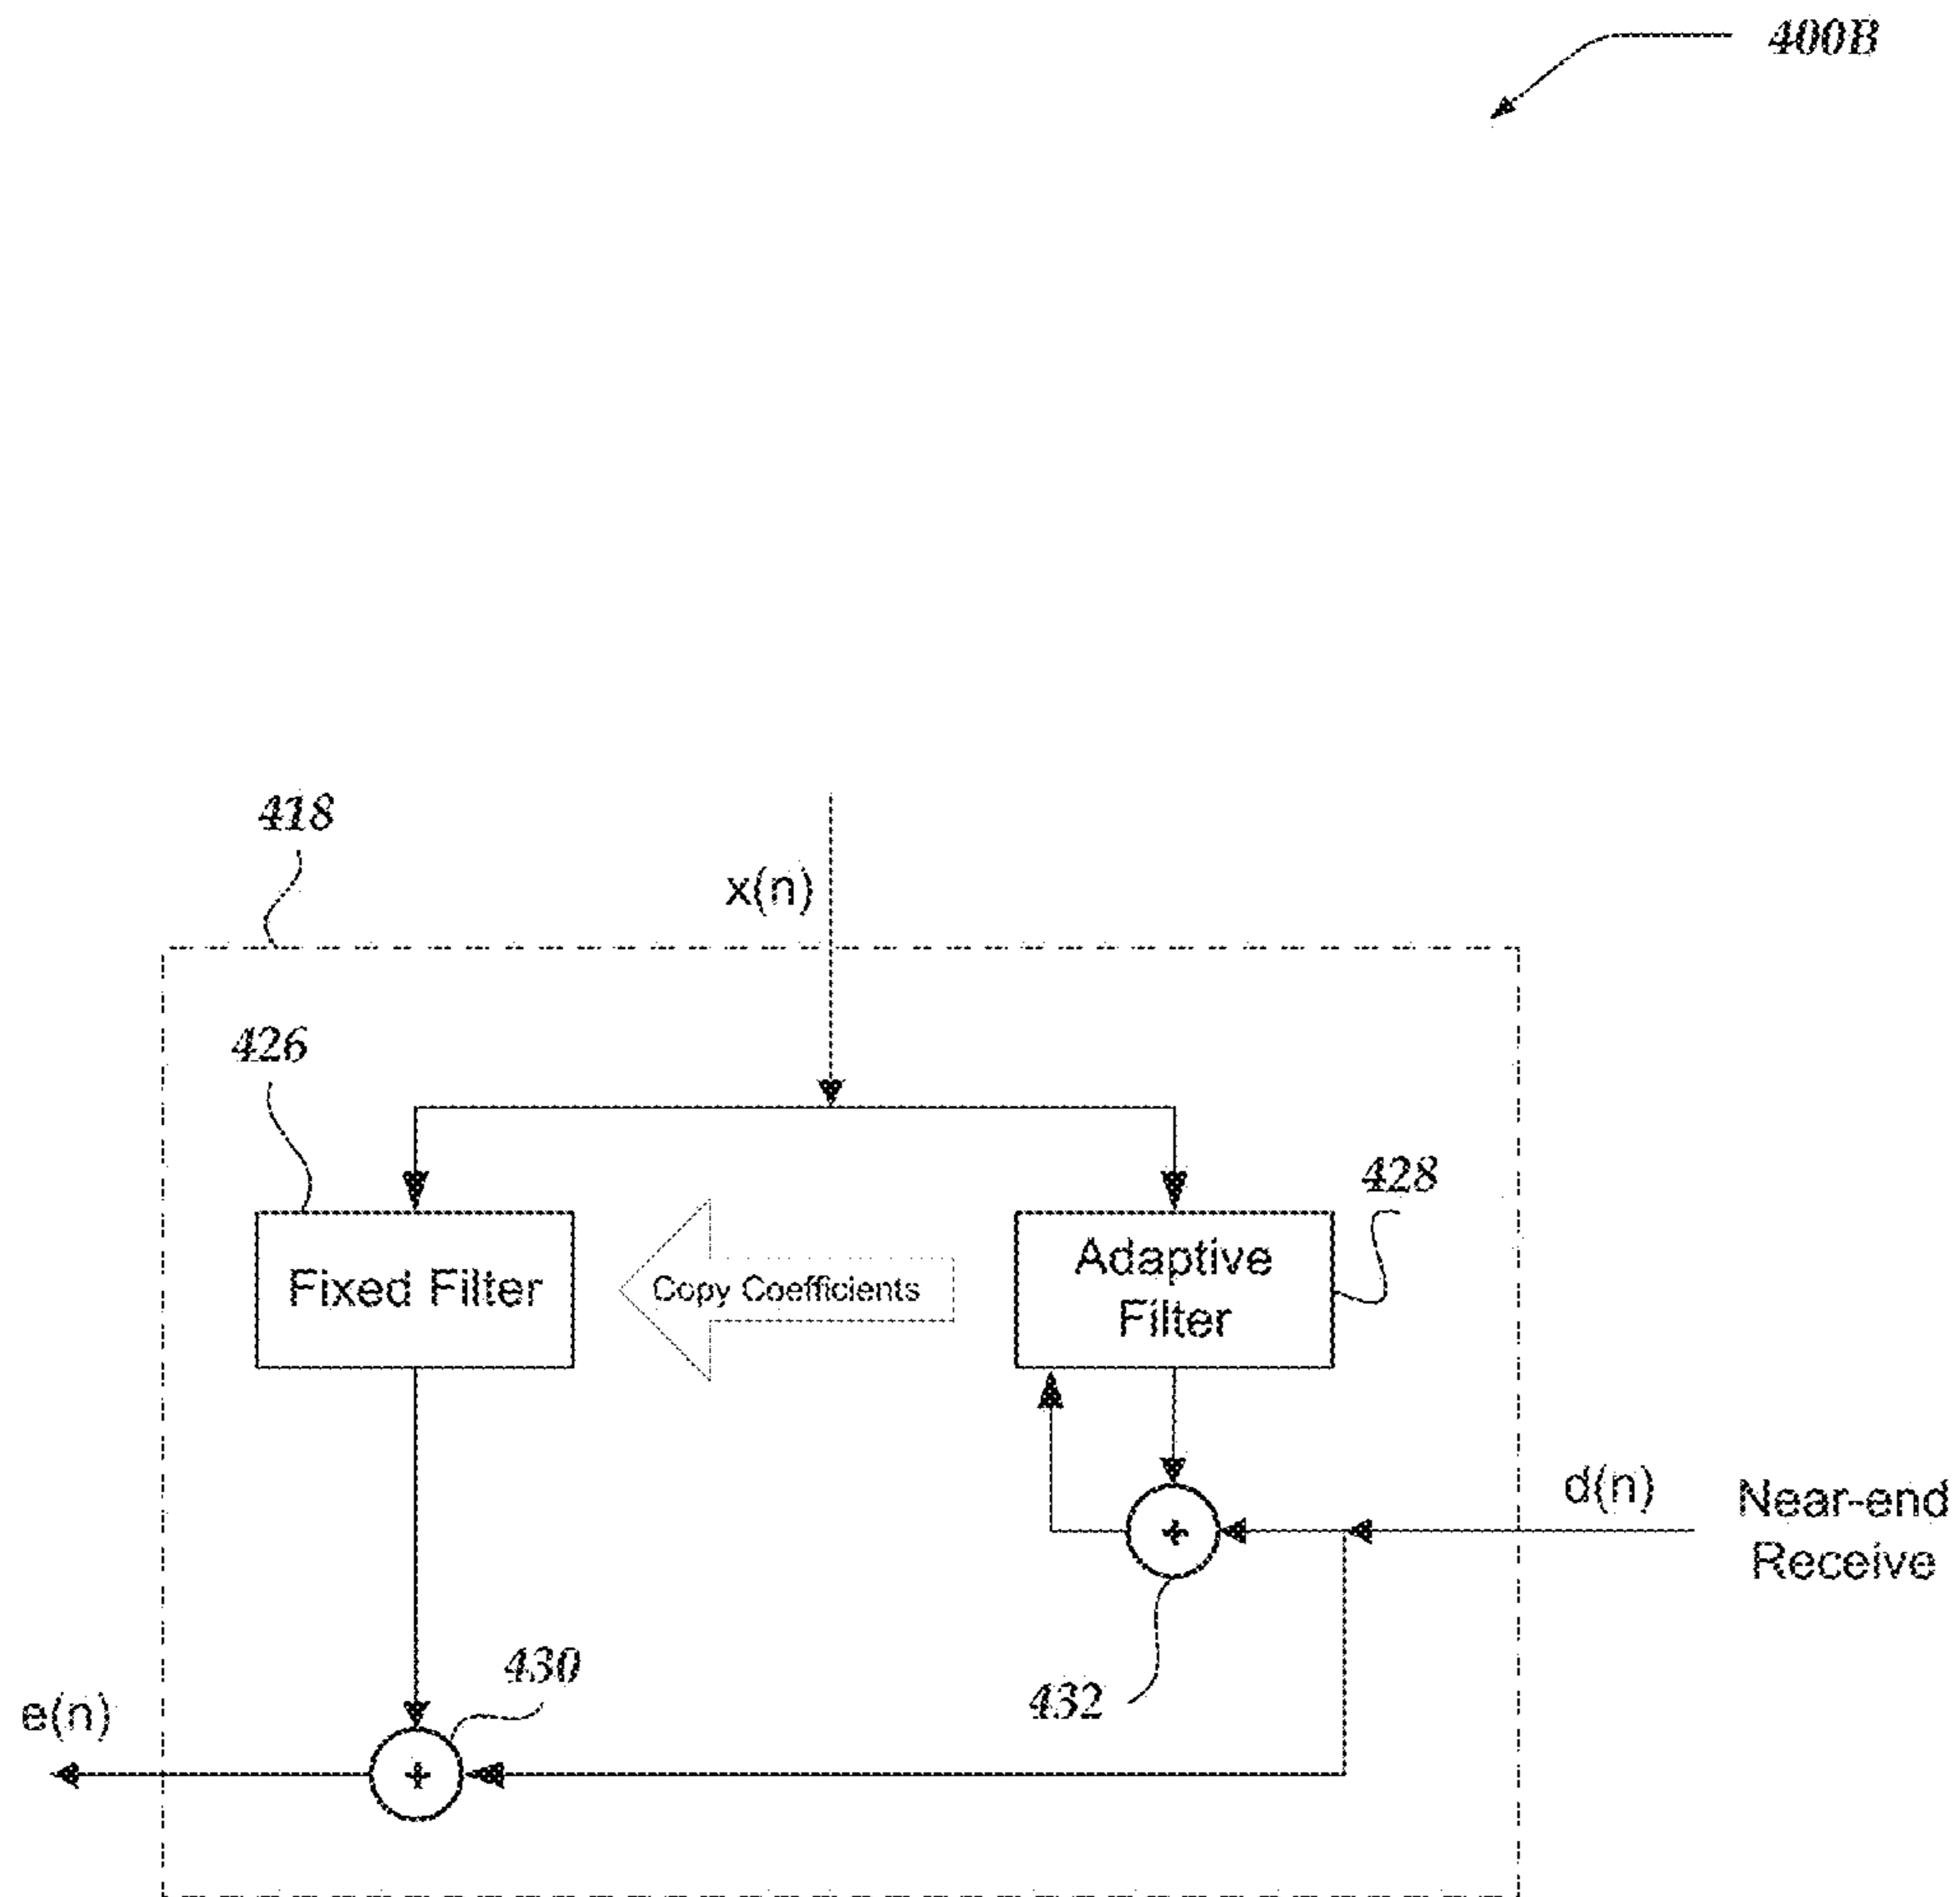 400B
418
x(n)
426
428
Fixed Filter
Copy Coefficients
Adaptive
Filter
d(n)
Near-end
Receive
430
432
e(n)
+
+